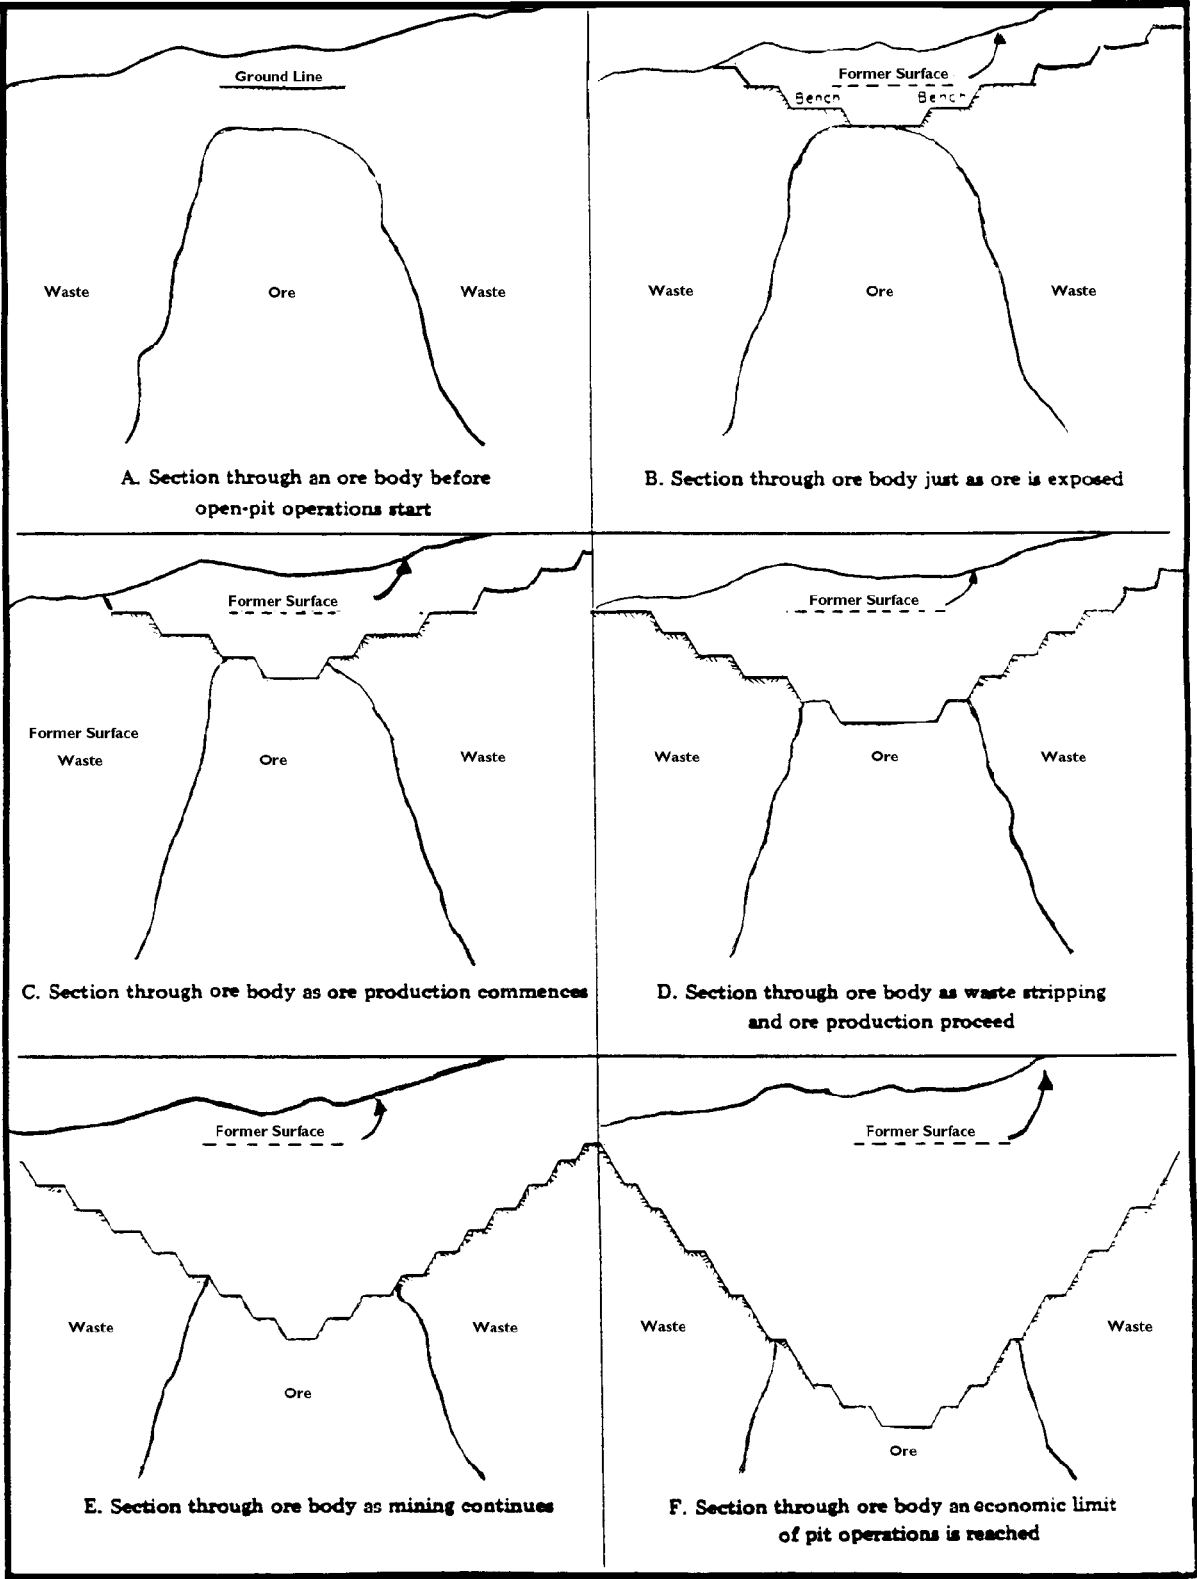 Ground Line
Waste
Ore
Waste
A. Section through an ore body before
open-pit operations start
Former Surface
Bench
Bench
Waste
Ore
Waste
B. Section through ore body just as ore is exposed
Former Surface
Former Surface
Waste
Ore
Waste
C. Section through ore body as ore production commences
Former Surface
Waste
Ore
Waste
D. Section through ore body as waste stripping
and ore production proceed
Former Surface
Waste
Waste
Ore
E. Section through ore body as mining continues
Former Surface
Waste
Waste
Ore
F. Section through ore body an economic limit
of pit operations is reached